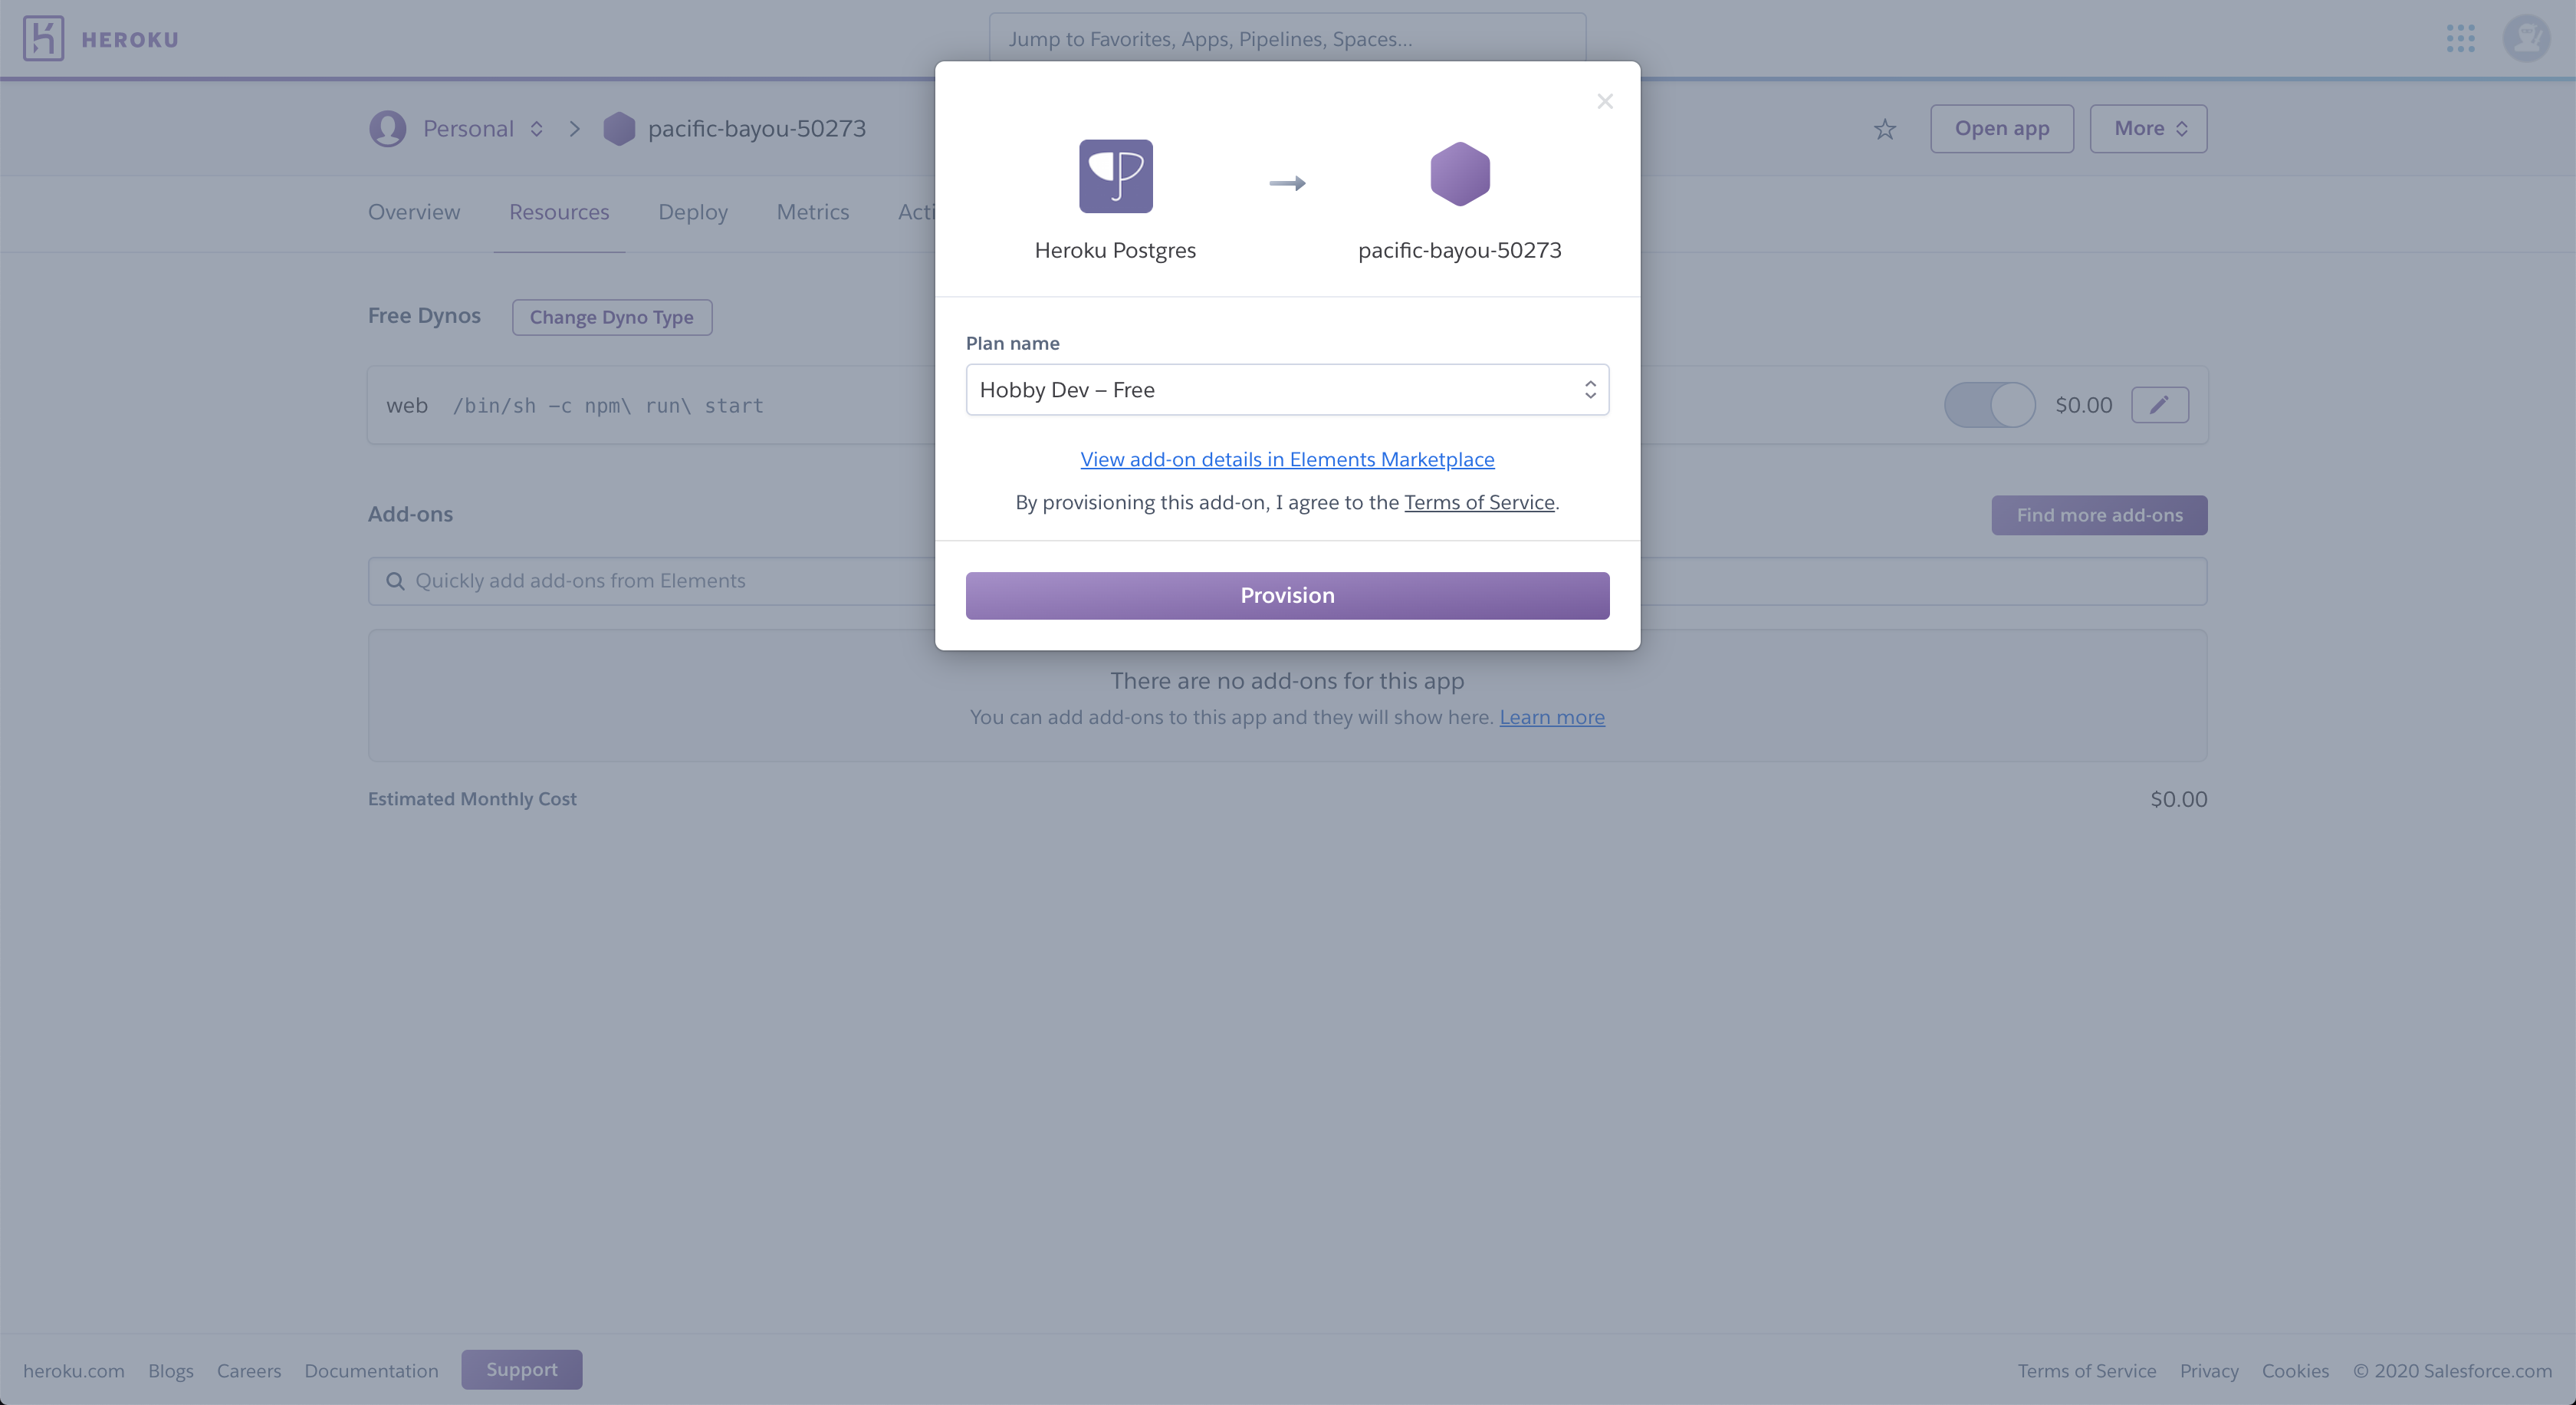 HEROKU
Jump to Favorites, Apps, Pipelines, Spaces...
Personal
pacific-bayou-50273
Open app
More
Overview
Resources
Deploy
Metrics
Acti
Heroku Postgres
pacific-bayou-50273
Plan name
Hobby Dev – Free
View add-on details in Elements Marketplace
By provisioning this add-on, I agree to the Terms of Service.
Provision
Free Dynos
Change Dyno Type
web /bin/sh -c npm\ run\ start
$0.00
Add-ons
Find more add-ons
Quickly add add-ons from Elements
There are no add-ons for this app
You can add add-ons to this app and they will show here. Learn more
Estimated Monthly Cost
$0.00
heroku.com Blogs Careers Documentation Support
Terms of Service Privacy Cookies © 2020 Salesforce.com